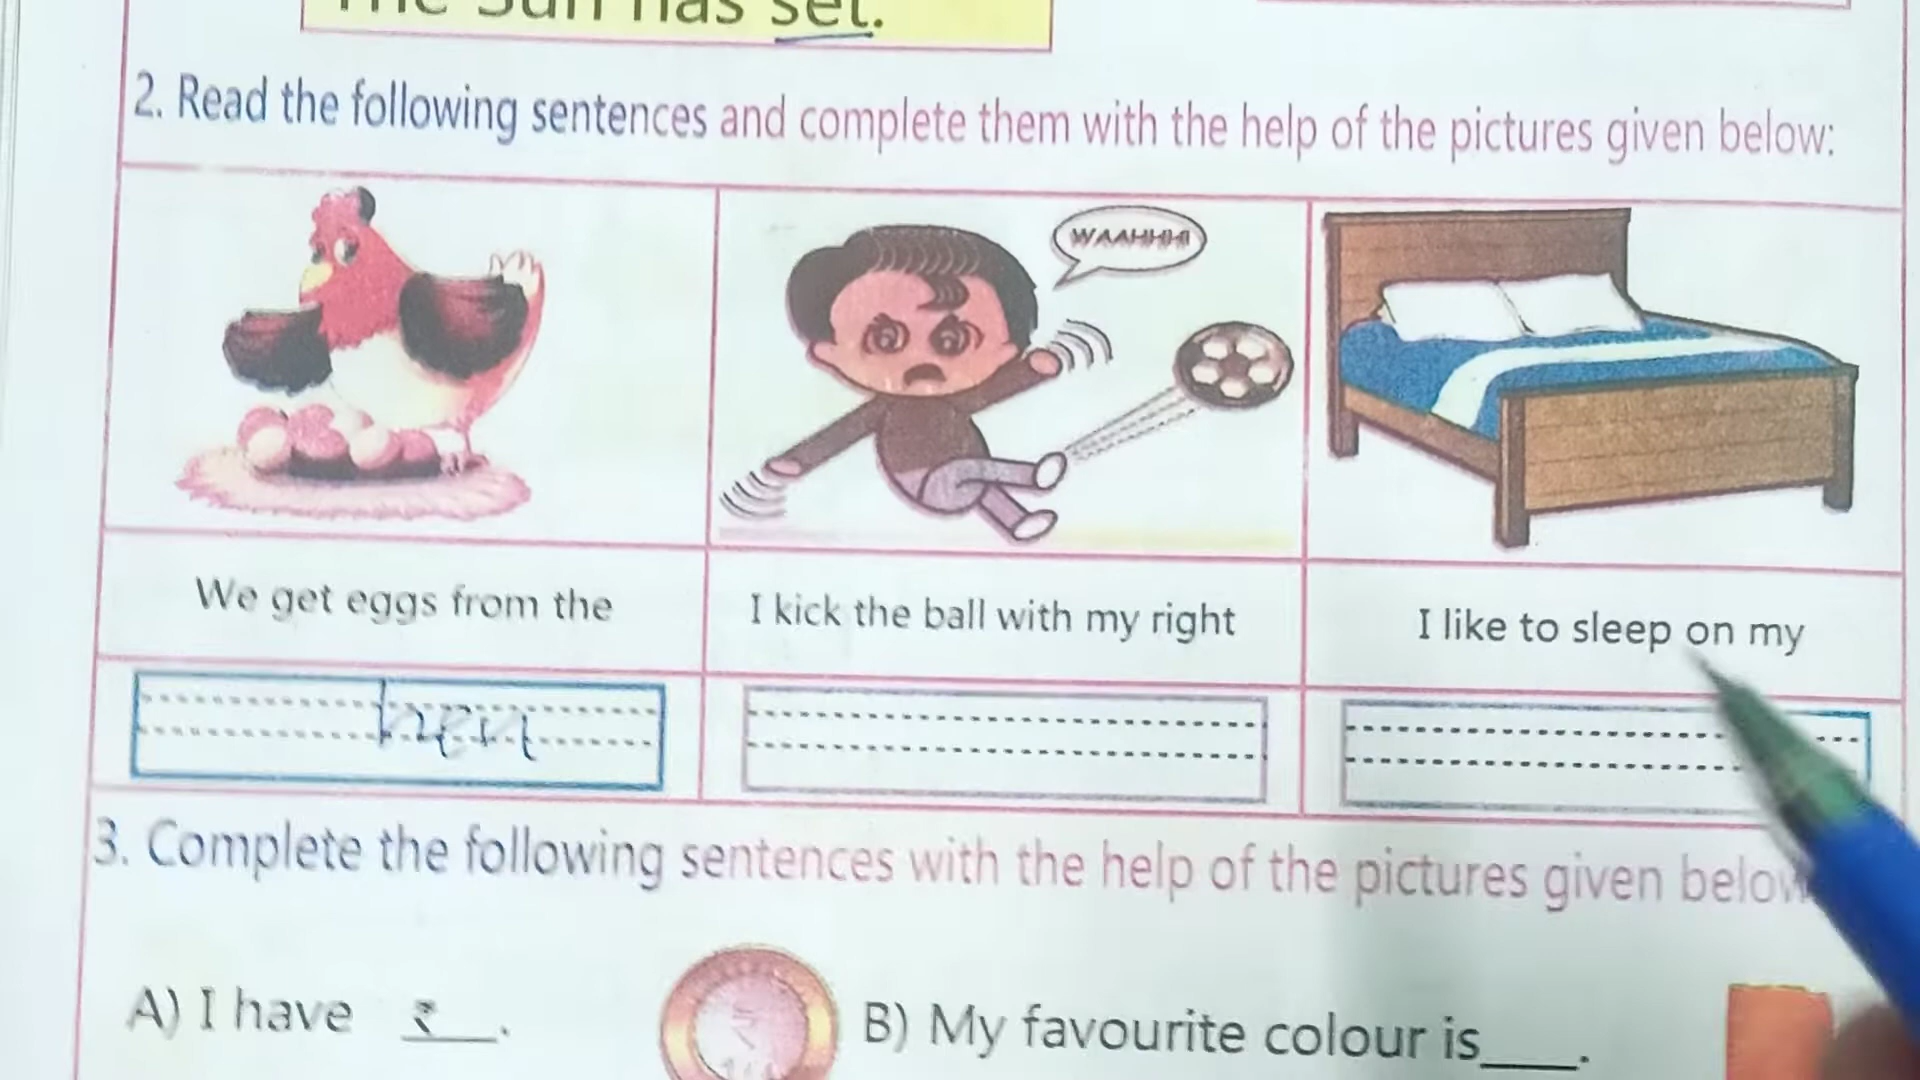 The Sun has set.
2. Read the following sentences and complete them with the help of the pictures given below:
WAAHHH!
We get eggs from the
I kick the ball with my right
I like to sleep on my
hen
3. Complete the following sentences with the help of the pictures given below
A) I have ₹___.
B) My favourite colour is____.